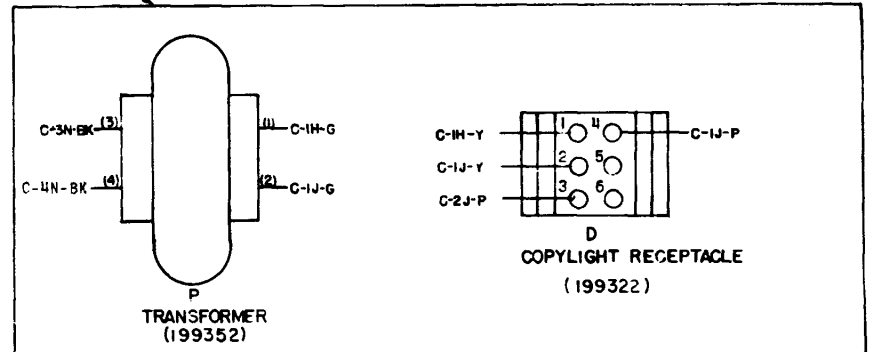 C-3N-BK (3) (1) C-1H-G
C-4N-BK (4) (2) C-1J-G
P
TRANSFORMER
(199352)
C-1H-Y 1 4 C-1J-P
C-1J-Y 2 5
C-2J-P 3 6
D
COPYLIGHT RECEPTACLE
(199322)